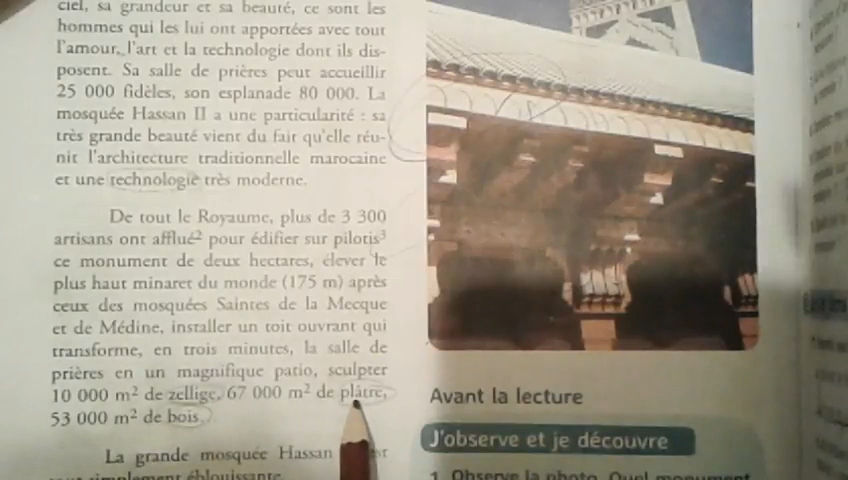 ciel, sa grandeur et sa beauté, ce sont les
hommes qui les lui ont apportées avec tout
l'amour, l'art et la technologie dont ils dis-
posent. Sa salle de prières peut accueillir
25 000 fidèles, son esplanade 80 000. La
mosquée Hassan II a une particularité : sa
très grande beauté vient du fait qu'elle réu-
nit l'architecture traditionnelle marocaine
et une technologie très moderne.
De tout le Royaume, plus de 3 300
artisans ont afflué² pour édifier sur pilotis³
ce monument de deux hectares, élever le
plus haut minaret du monde (175 m) après
ceux des mosquées Saintes de la Mecque
et de Médine, installer un toit ouvrant qui
transforme, en trois minutes, la salle de
prières en un magnifique patio, sculpter
10 000 m² de zellige, 67 000 m² de plâtre,
53 000 m² de bois.
La grande mosquée Hassan
simplement éblouissante.
Avant la lecture
J'observe et je découvre
1. Observe la photo. Quel monument